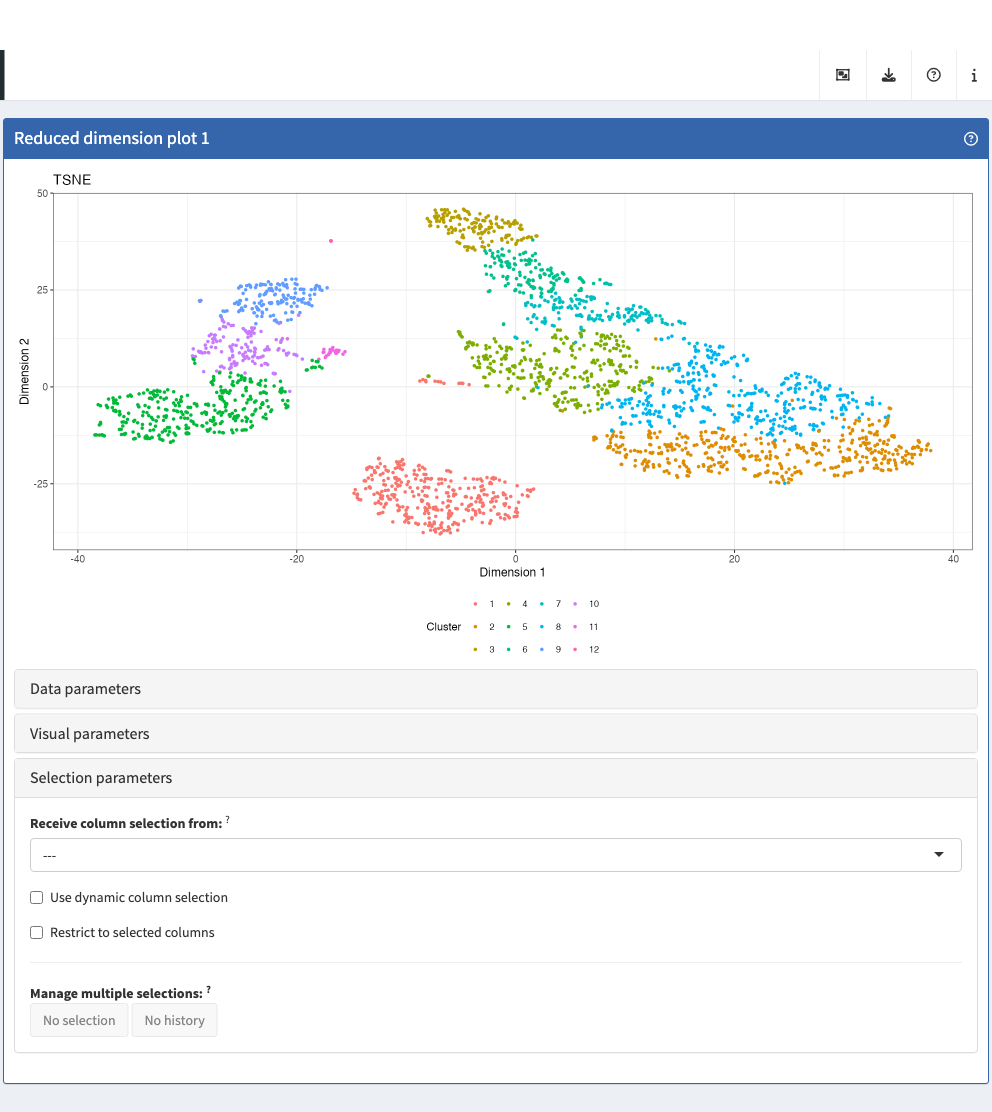 Reduced dimension plot 1
TSNE
50
25
0
-25
Dimension 2
-40 -20 0 20 40
Dimension 1
1 4 7 10
Cluster 2 5 8 11
3 6 9 12
Data parameters
Visual parameters
Selection parameters
Receive column selection from: ?
---
Use dynamic column selection
Restrict to selected columns
Manage multiple selections: ?
No selection No history